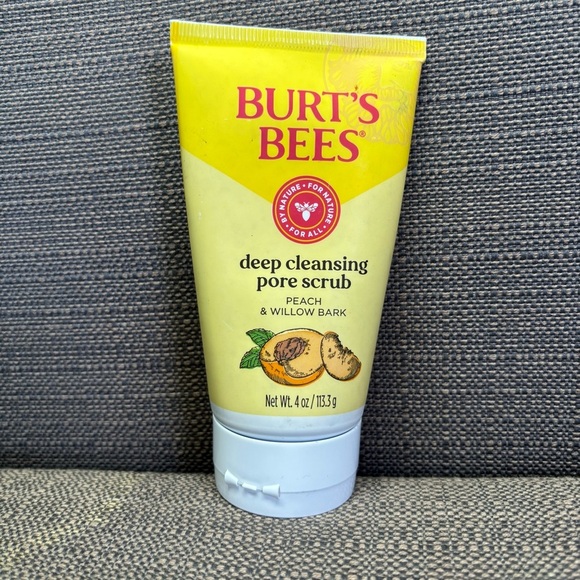 BURT'S
BEES®
BY NATURE • FOR NATURE • FOR ALL •
deep cleansing
pore scrub
PEACH
& WILLOW BARK
Net Wt. 4 oz / 113.3 g